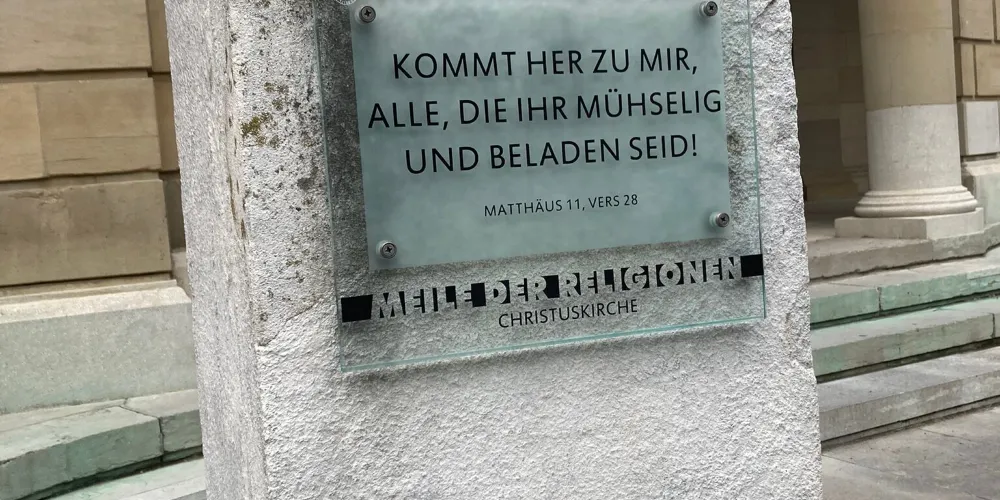 KOMMT HER ZU MIR,
ALLE, DIE IHR MÜHSELIG
UND BELADEN SEID!
MATTHÄUS 11, VERS 28
MEILE DER RELIGIONEN
CHRISTUSKIRCHE